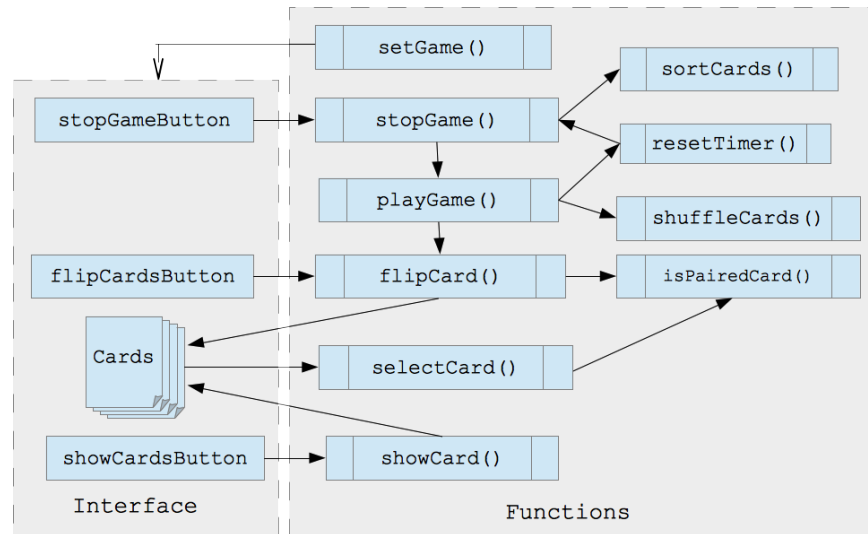 setGame()
sortCards()
stopGameButton
stopGame()
resetTimer()
playGame()
shuffleCards()
flipCardsButton
flipCard()
isPairedCard()
Cards
selectCard()
showCardsButton
showCard()
Interface
Functions